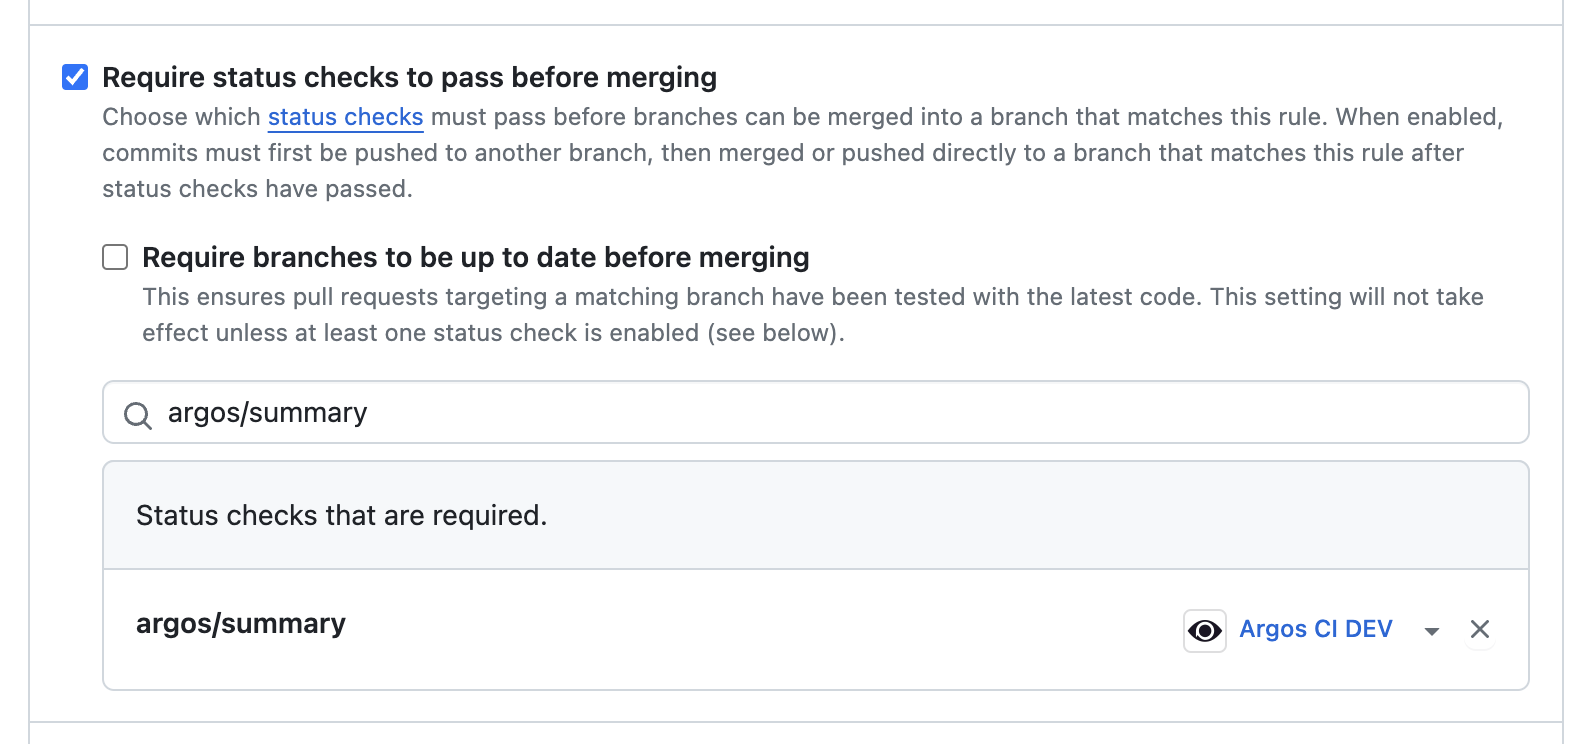 Require status checks to pass before merging
Choose which status checks must pass before branches can be merged into a branch that matches this rule. When enabled,
commits must first be pushed to another branch, then merged or pushed directly to a branch that matches this rule after
status checks have passed.
Require branches to be up to date before merging
This ensures pull requests targeting a matching branch have been tested with the latest code. This setting will not take
effect unless at least one status check is enabled (see below).
argos/summary
Status checks that are required.
argos/summary
Argos CI DEV